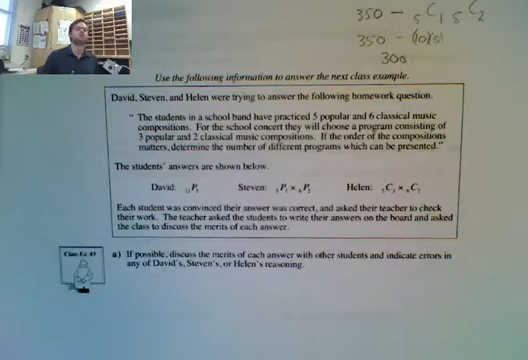 350 - ₅C₁ ₅C₂
350 - (10)(5)
300
Use the following information to answer the next class example.
David, Steven, and Helen were trying to answer the following homework question.
" The students in a school band have practiced 5 popular and 6 classical music
compositions. For the school concert they will choose a program consisting of
3 popular and 2 classical music compositions. If the order of the compositions
matters, determine the number of different programs which can be presented."
The students' answers are shown below.
David: ₁₁P₅ Steven: ₅P₃ × ₆P₂ Helen: ₅C₃ × ₆C₂
Each student was convinced their answer was correct, and asked their teacher to check
their work. The teacher asked the students to write their answers on the board and asked
the class to discuss the merits of each answer.
Class Ex. #3
a) If possible, discuss the merits of each answer with other students and indicate errors in
any of David's, Steven's, or Helen's reasoning.